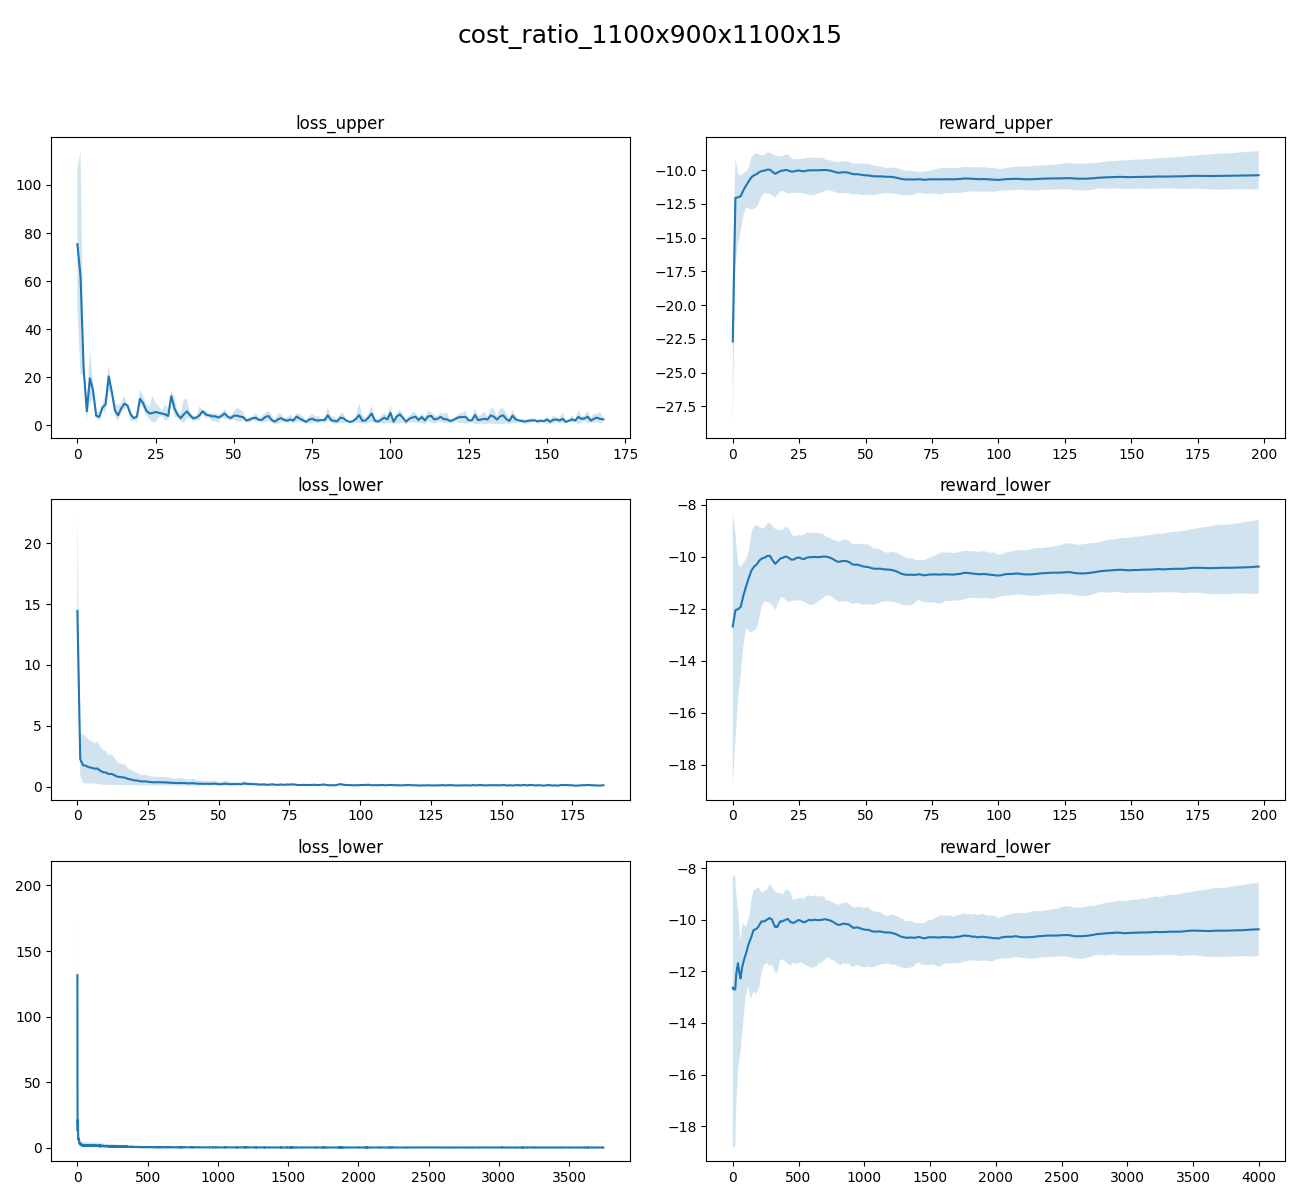 cost_ratio_1100x900x1100x15
loss_upper
reward_upper
100
80
60
40
20
0
0 25 50 75 100 125 150 175
−10.0
−12.5
−15.0
−17.5
−20.0
−22.5
−25.0
−27.5
0 25 50 75 100 125 150 175 200
loss_lower
reward_lower
20
15
10
5
0
0 25 50 75 100 125 150 175
−8
−10
−12
−14
−16
−18
0 25 50 75 100 125 150 175 200
loss_lower
reward_lower
200
150
100
50
0
0 500 1000 1500 2000 2500 3000 3500
−8
−10
−12
−14
−16
−18
0 500 1000 1500 2000 2500 3000 3500 4000